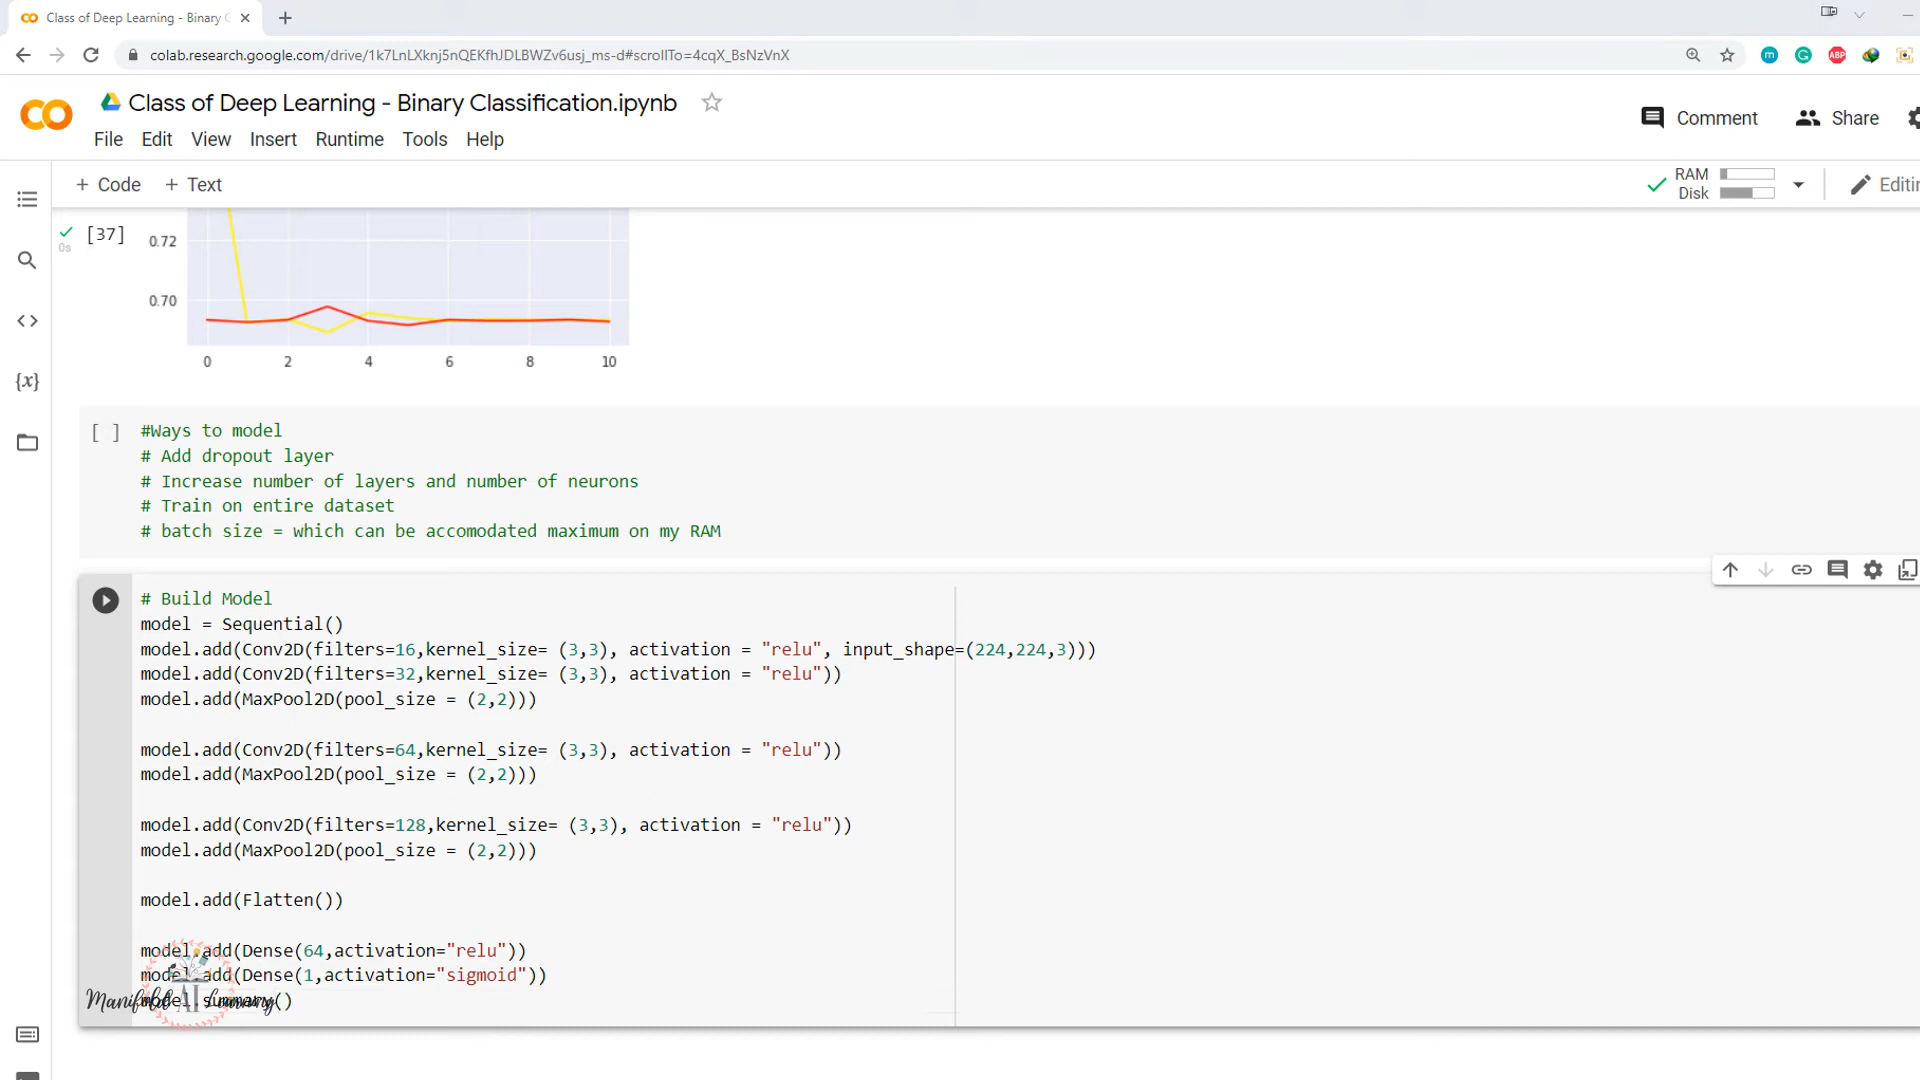 Class of Deep Learning - Binary C
colab.research.google.com/drive/1k7LnLXknj5nQEKfhJDLBWZv6usj_ms-d#scrollTo=4cqX_BsNzVnX
Class of Deep Learning - Binary Classification.ipynb
Comment
Share
File Edit View Insert Runtime Tools Help
+ Code + Text
RAM
Disk
Editin
[37]
0s
0.72
0.70
0 2 4 6 8 10
[ ]
#Ways to model
# Add dropout layer
# Increase number of layers and number of neurons
# Train on entire dataset
# batch size = which can be accomodated maximum on my RAM
# Build Model
model = Sequential()
model.add(Conv2D(filters=16,kernel_size= (3,3), activation = "relu", input_shape=(224,224,3)))
model.add(Conv2D(filters=32,kernel_size= (3,3), activation = "relu"))
model.add(MaxPool2D(pool_size = (2,2)))
model.add(Conv2D(filters=64,kernel_size= (3,3), activation = "relu"))
model.add(MaxPool2D(pool_size = (2,2)))
model.add(Conv2D(filters=128,kernel_size= (3,3), activation = "relu"))
model.add(MaxPool2D(pool_size = (2,2)))
model.add(Flatten())
model.add(Dense(64,activation="relu"))
model.add(Dense(1,activation="sigmoid"))
model.summary()
Manifold AI Learning